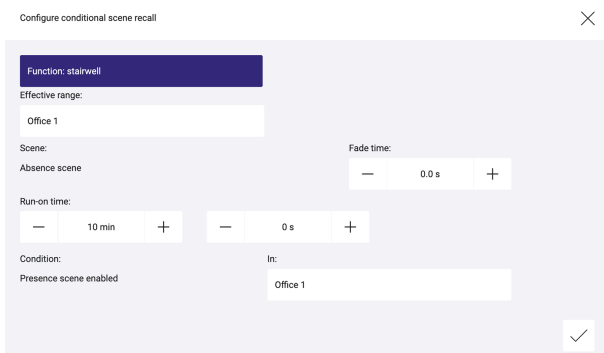 Configure conditional scene recall
Function: stairwell
Effective range:
Office 1
Scene:
Fade time:
Absence scene
0.0 s
Run-on time:
10 min
0 s
Condition:
In:
Presence scene enabled
Office 1